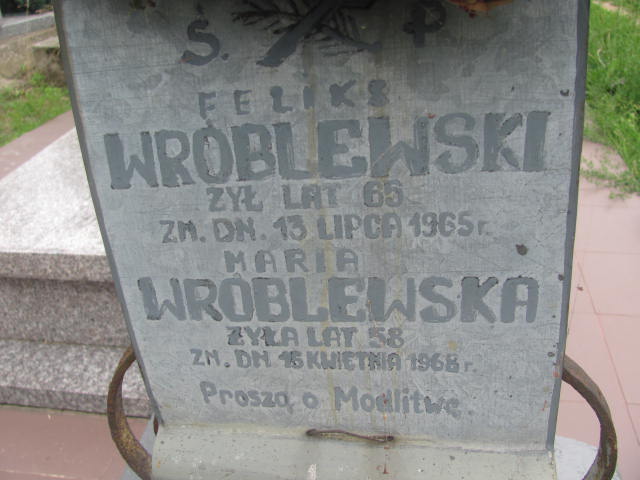 Ś. P
FELIKS
WRÓBLEWSKI
ŻYŁ LAT 65
ZM. DN. 13 LIPCA 1965 r.
MARIA
WRÓBLEWSKA
ŻYŁA LAT 58
ZM. DN 16 KWIETNIA 1968 r.
Proszą o Modlitwę